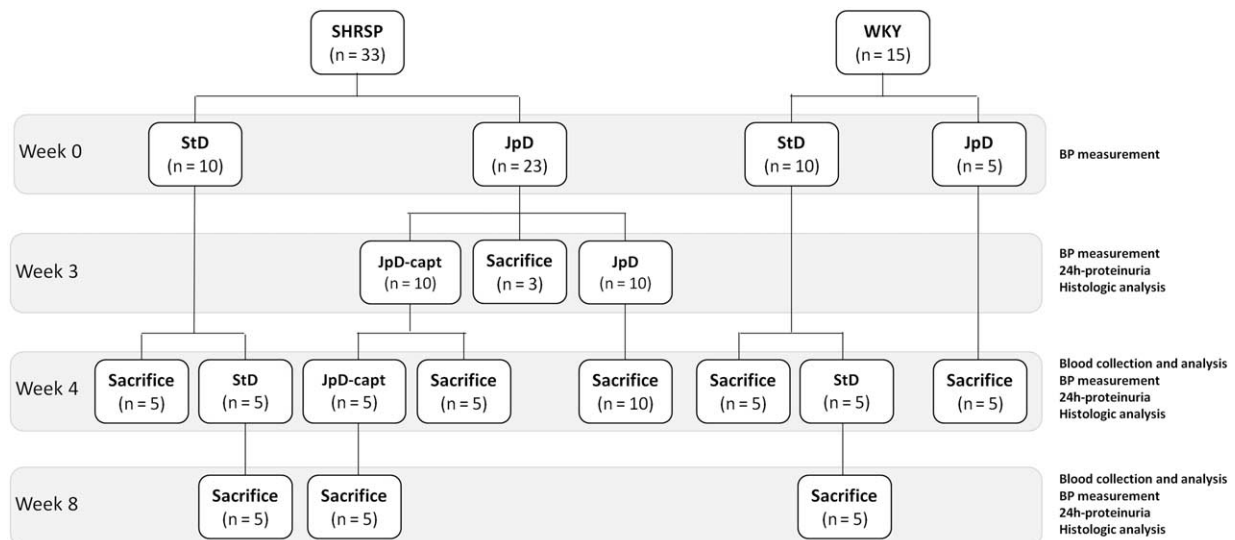 SHRSP
(n = 33)
WKY
(n = 15)
Week 0
StD
(n = 10)
JpD
(n = 23)
StD
(n = 10)
JpD
(n = 5)
BP measurement
Week 3
JpD-capt
(n = 10)
Sacrifice
(n = 3)
JpD
(n = 10)
BP measurement
24h-proteinuria
Histologic analysis
Week 4
Sacrifice
(n = 5)
StD
(n = 5)
JpD-capt
(n = 5)
Sacrifice
(n = 5)
Sacrifice
(n = 10)
Sacrifice
(n = 5)
StD
(n = 5)
Sacrifice
(n = 5)
Blood collection and analysis
BP measurement
24h-proteinuria
Histologic analysis
Week 8
Sacrifice
(n = 5)
Sacrifice
(n = 5)
Sacrifice
(n = 5)
Blood collection and analysis
BP measurement
24h-proteinuria
Histologic analysis